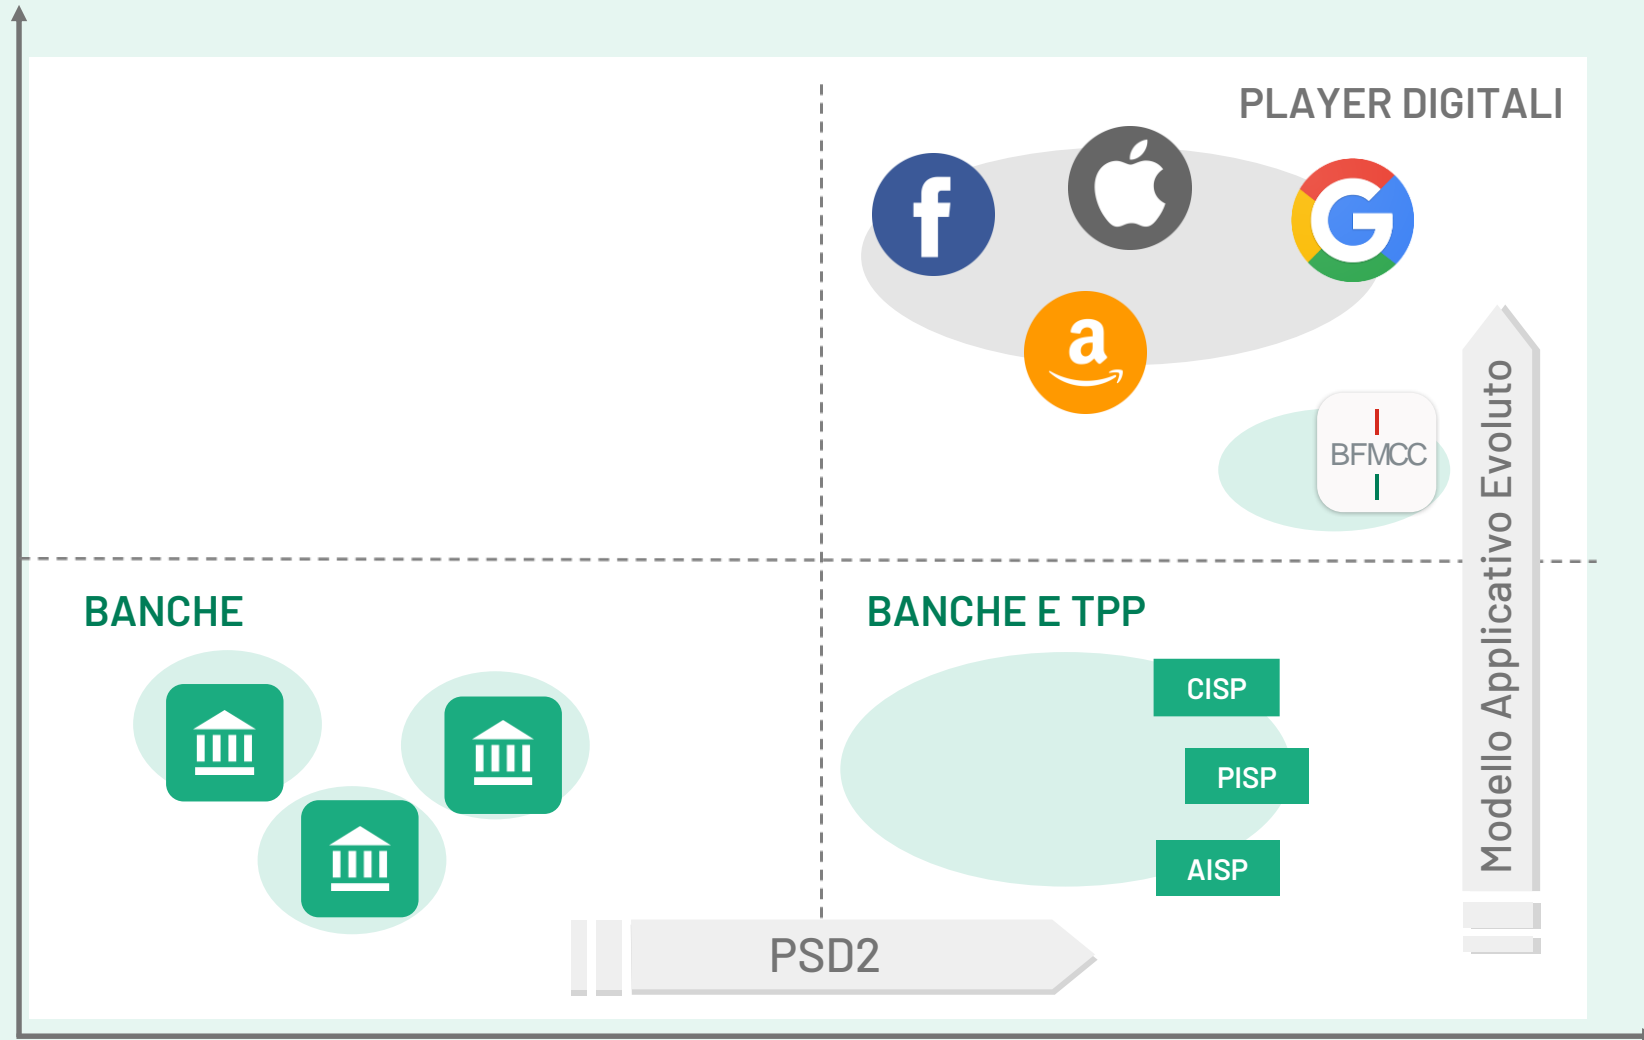 PLAYER DIGITALI
f
a
G
BFMCC
Modello Applicativo Evoluto
BANCHE
BANCHE E TPP
CISP
PISP
AISP
PSD2